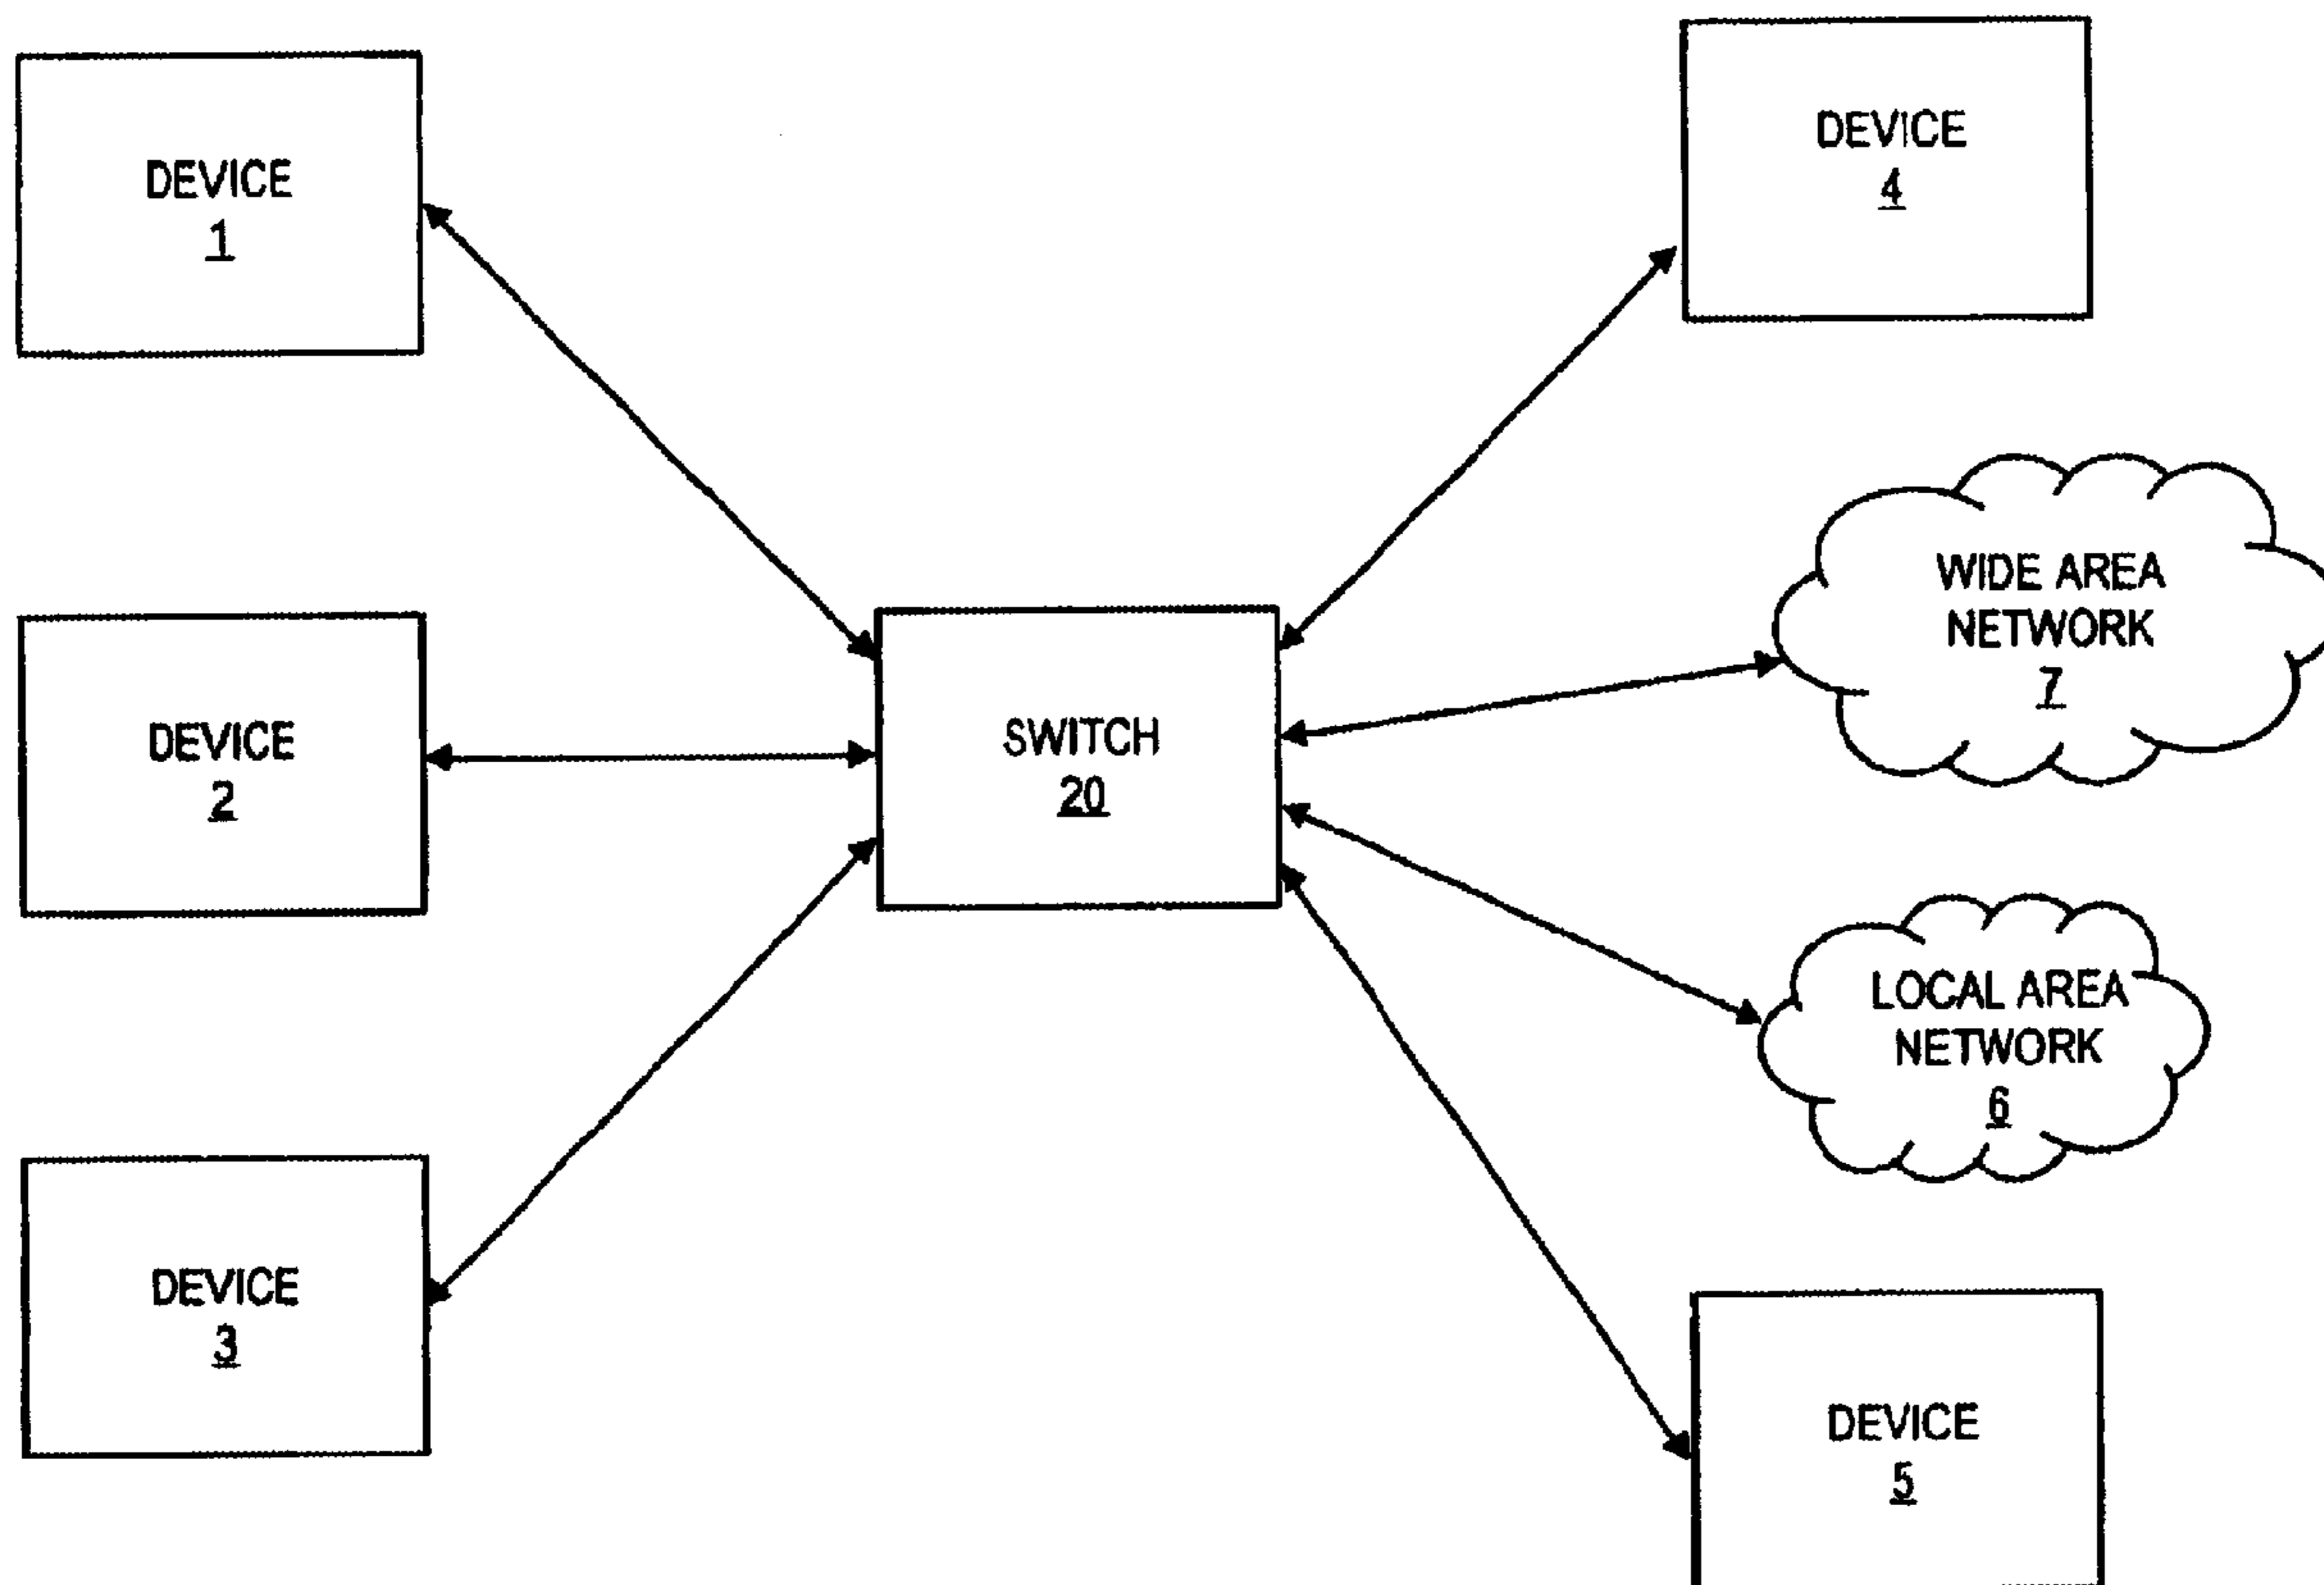 DEVICE
1
DEVICE
4
WIDE AREA
NETWORK
7
DEVICE
2
SWITCH
20
LOCAL AREA
NETWORK
6
DEVICE
3
DEVICE
5